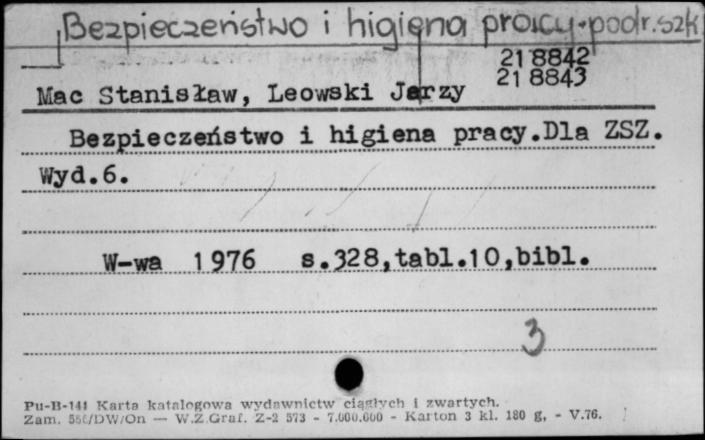 Bezpieczeństwo i higiena pracy-podr.szk
21 8842
21 8843
Mac Stanisław, Leowski Jerzy
Bezpieczeństwo i higiena pracy.Dla ZSZ.
Wyd.6.
W-wa 1976 s.328,tabl.10,bibl.
3
Pu-B-141 Karta katalogowa wydawnictw ciągłych i zwartych.
Zam. /DW/On — W.Z.Graf. Z-2 573 - 7.000.000 - Karton 3 kl. 180 g, - V.76.